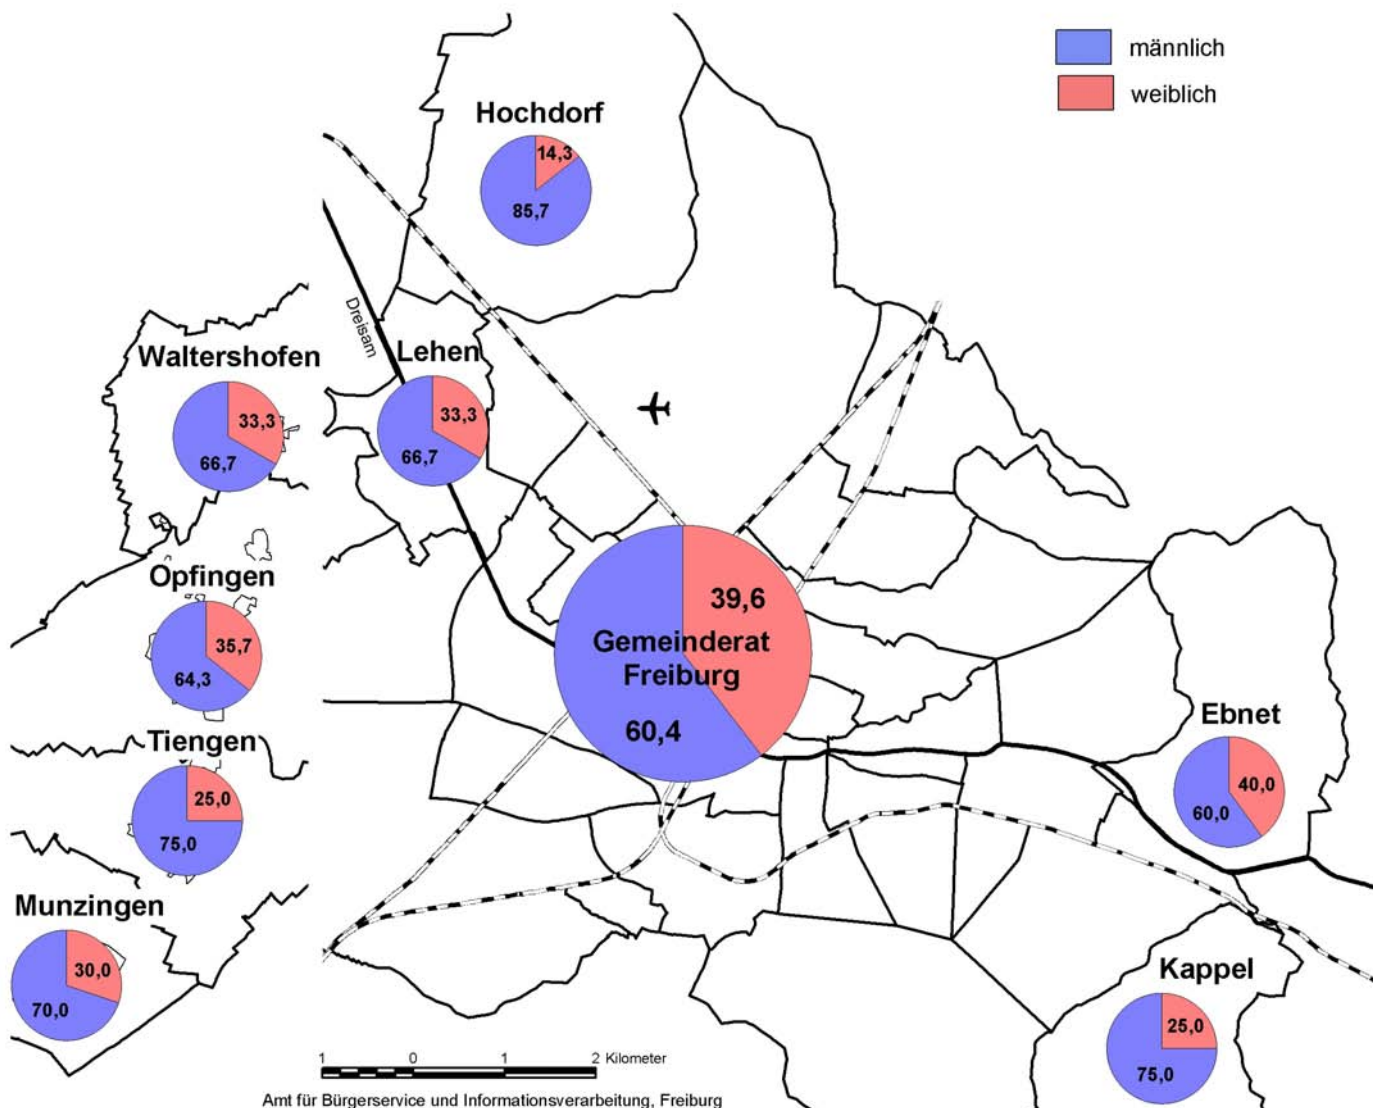 männlich
weiblich
Hochdorf
14,3
85,7
Dreisam
Waltershofen
33,3
66,7
Lehen
33,3
66,7
Opfingen
35,7
64,3
39,6
Gemeinderat
Freiburg
60,4
Tiengen
25,0
75,0
Ebnet
40,0
60,0
Munzingen
30,0
70,0
Kappel
25,0
75,0
1 0 1 2 Kilometer
Amt für Bürgerservice und Informationsverarbeitung, Freiburg